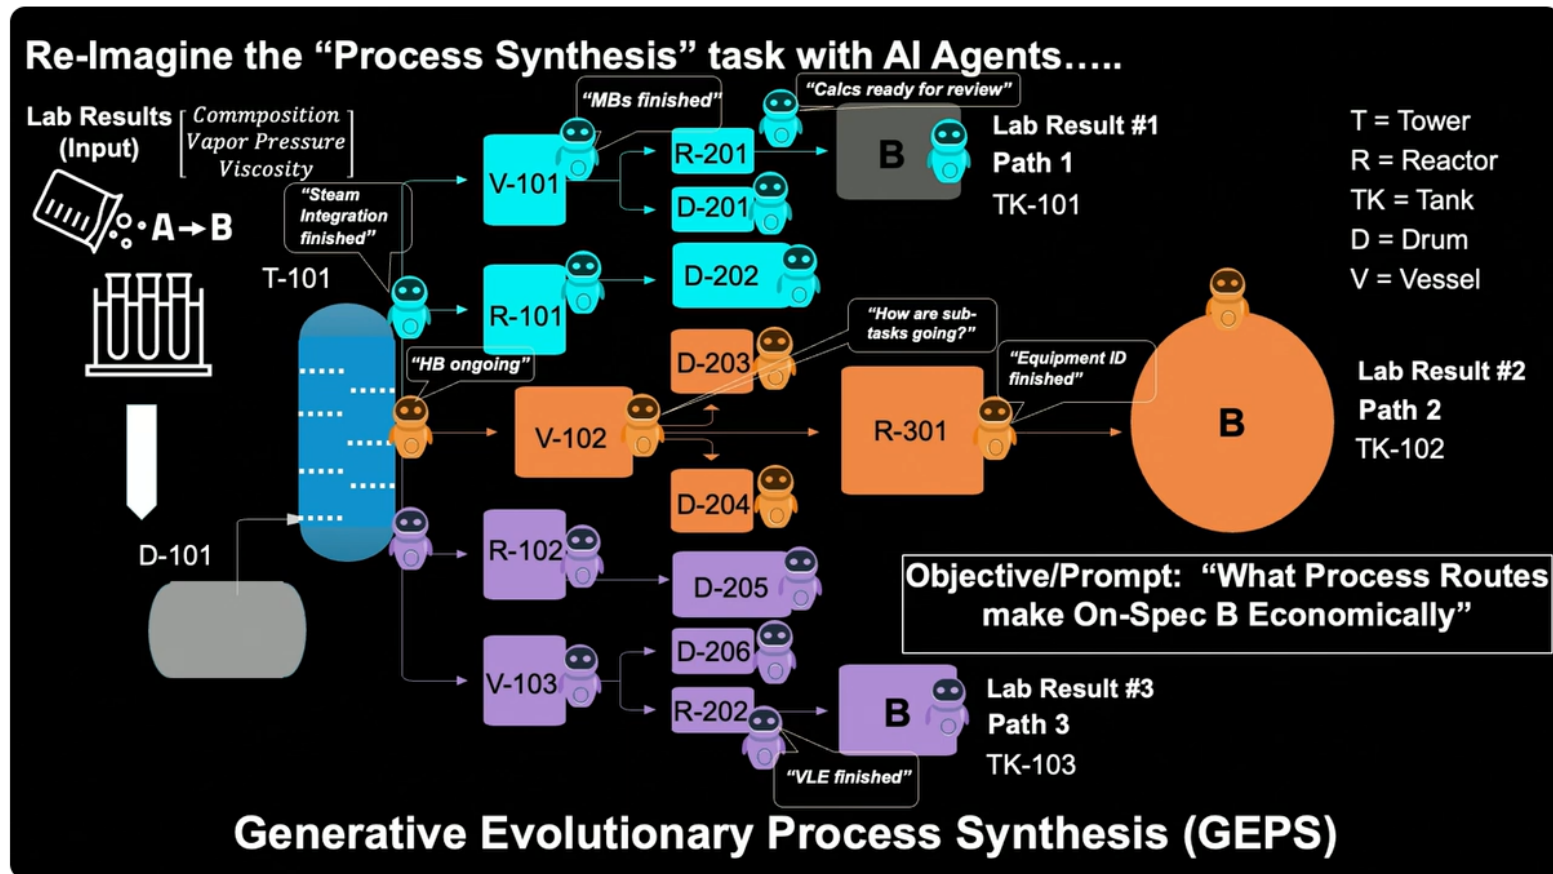 Re-Imagine the “Process Synthesis” task with AI Agents…..
Lab Results
(Input)
Commposition
Vapor Pressure
Viscosity
A→B
“Steam
Integration
finished”
T-101
D-101
“MBs finished”
“Calcs ready for review”
V-101
R-201
D-201
B
Lab Result #1
Path 1
TK-101
R-101
D-202
“HB ongoing”
V-102
D-203
D-204
“How are sub-
tasks going?”
R-301
“Equipment ID
finished”
B
Lab Result #2
Path 2
TK-102
R-102
D-205
V-103
D-206
R-202
“VLE finished”
B
Lab Result #3
Path 3
TK-103
T = Tower
R = Reactor
TK = Tank
D = Drum
V = Vessel
Objective/Prompt: “What Process Routes
make On-Spec B Economically”
Generative Evolutionary Process Synthesis (GEPS)